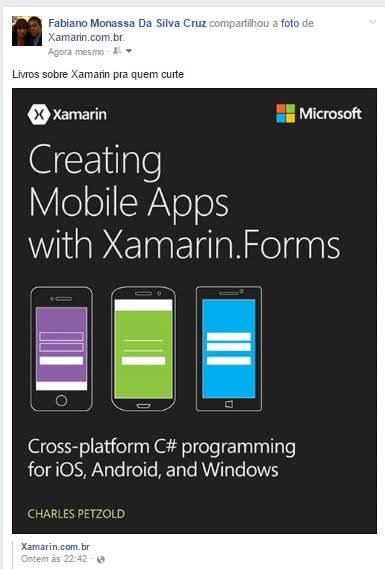 Fabiano Monassa Da Silva Cruz compartilhou a foto de
Xamarin.com.br.
Agora mesmo ·
Livros sobre Xamarin pra quem curte
Xamarin
Microsoft
Creating
Mobile Apps
with Xamarin.Forms
Cross-platform C# programming
for iOS, Android, and Windows
CHARLES PETZOLD
Xamarin.com.br
Ontem às 22:42 ·